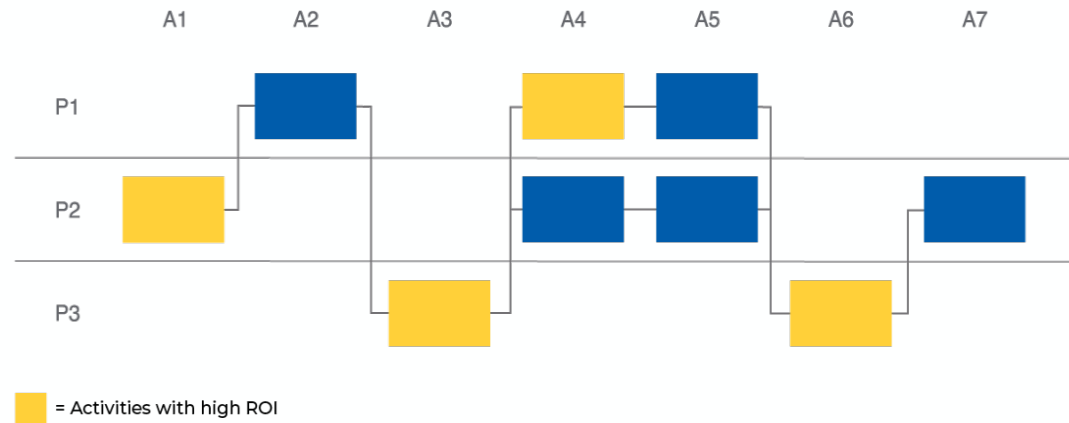 A1 A2 A3 A4 A5 A6 A7
P1
P2
P3
= Activities with high ROI